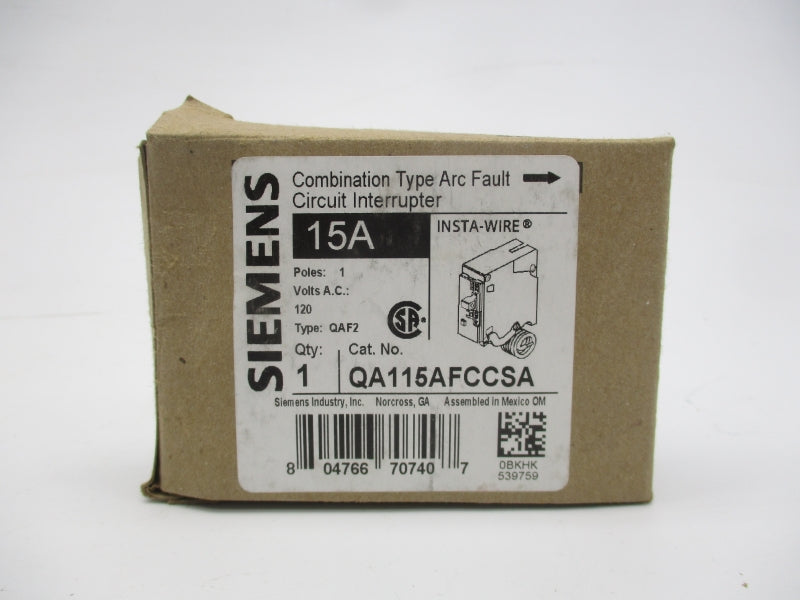 SIEMENS
Combination Type Arc Fault
Circuit Interrupter
15A
INSTA-WIRE®
Poles: 1
Volts A.C.:
120
Type: QAF2
CSA
Qty: Cat. No.
1 QA115AFCCSA
Siemens Industry, Inc. Norcross, GA Assembled in Mexico OM
8 04766 70740 7
0BKHK
539759